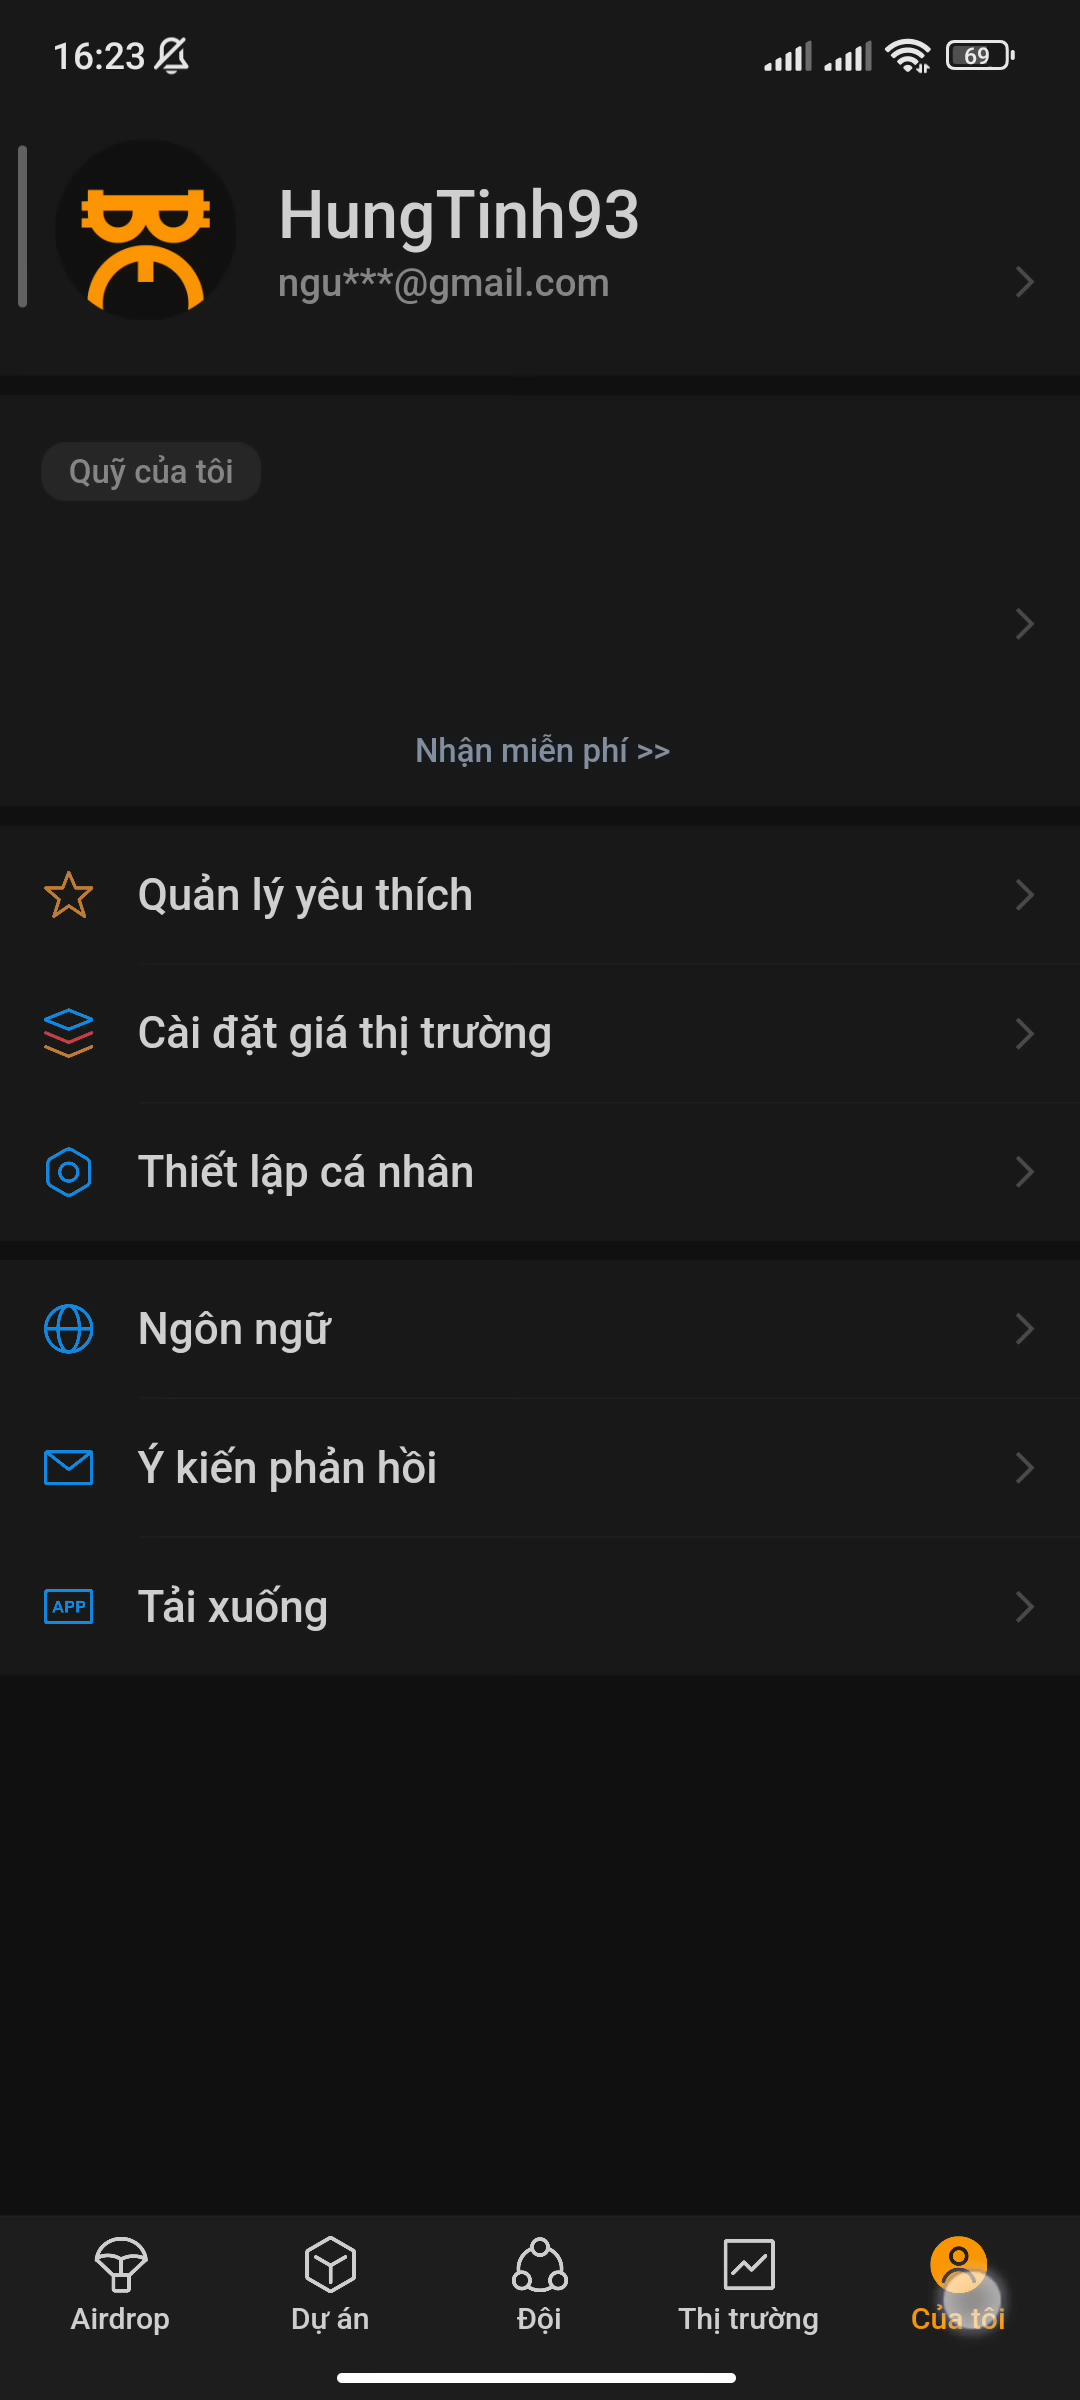 16:23
69
HungTinh93
ngu***@gmail.com
Quỹ của tôi
Nhận miễn phí >>
Quản lý yêu thích
Cài đặt giá thị trường
Thiết lập cá nhân
Ngôn ngữ
Ý kiến phản hồi
APP
Tải xuống
Airdrop
Dự án
Đội
Thị trường
Của tôi